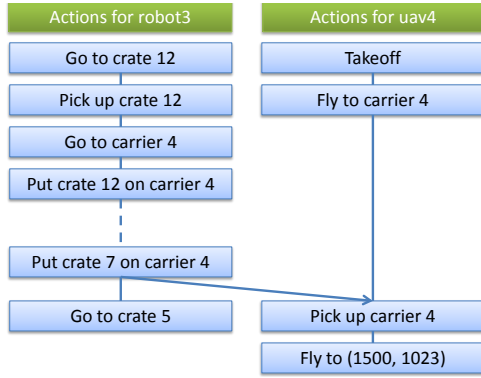 Actions for robot3
Go to crate 12
Pick up crate 12
Go to carrier 4
Put crate 12 on carrier 4
Put crate 7 on carrier 4
Go to crate 5
Actions for uav4
Takeoff
Fly to carrier 4
Pick up carrier 4
Fly to (1500, 1023)